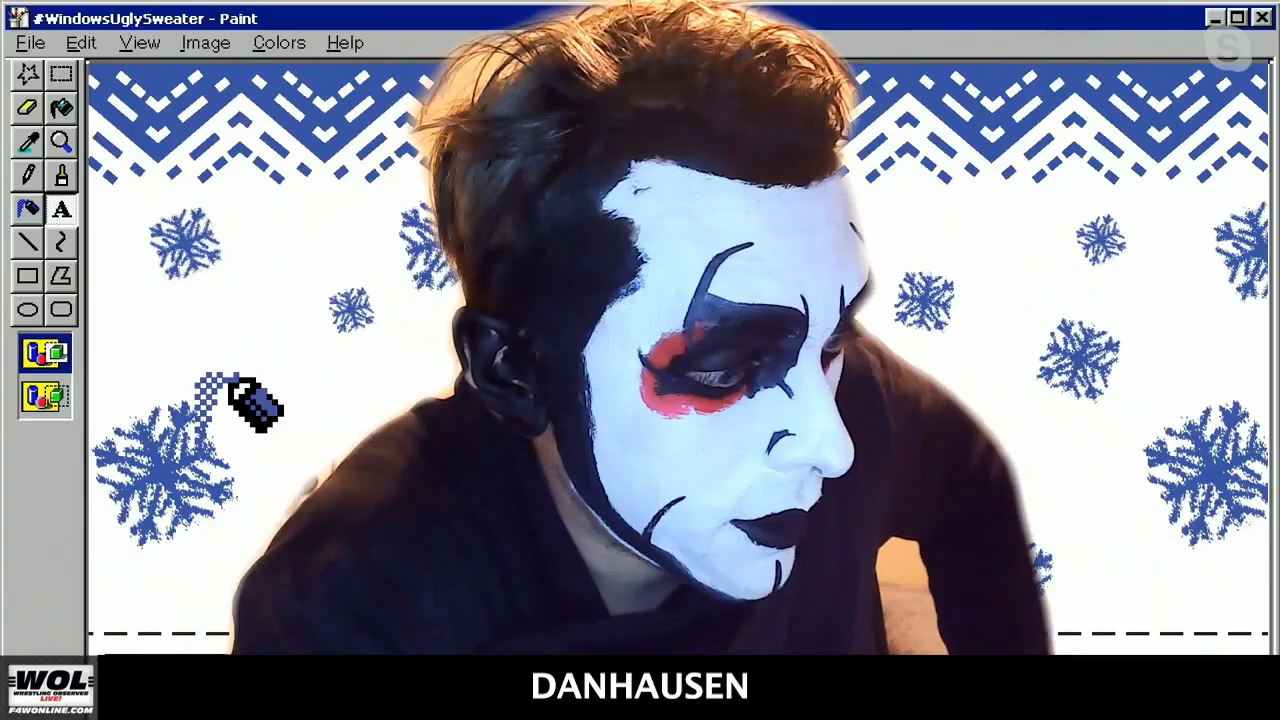 #WindowsUglySweater - Paint
File Edit View Image Colors Help
A
S
WOL
WRESTLING OBSERVER
LIVE!
F4WONLINE.COM
DANHAUSEN